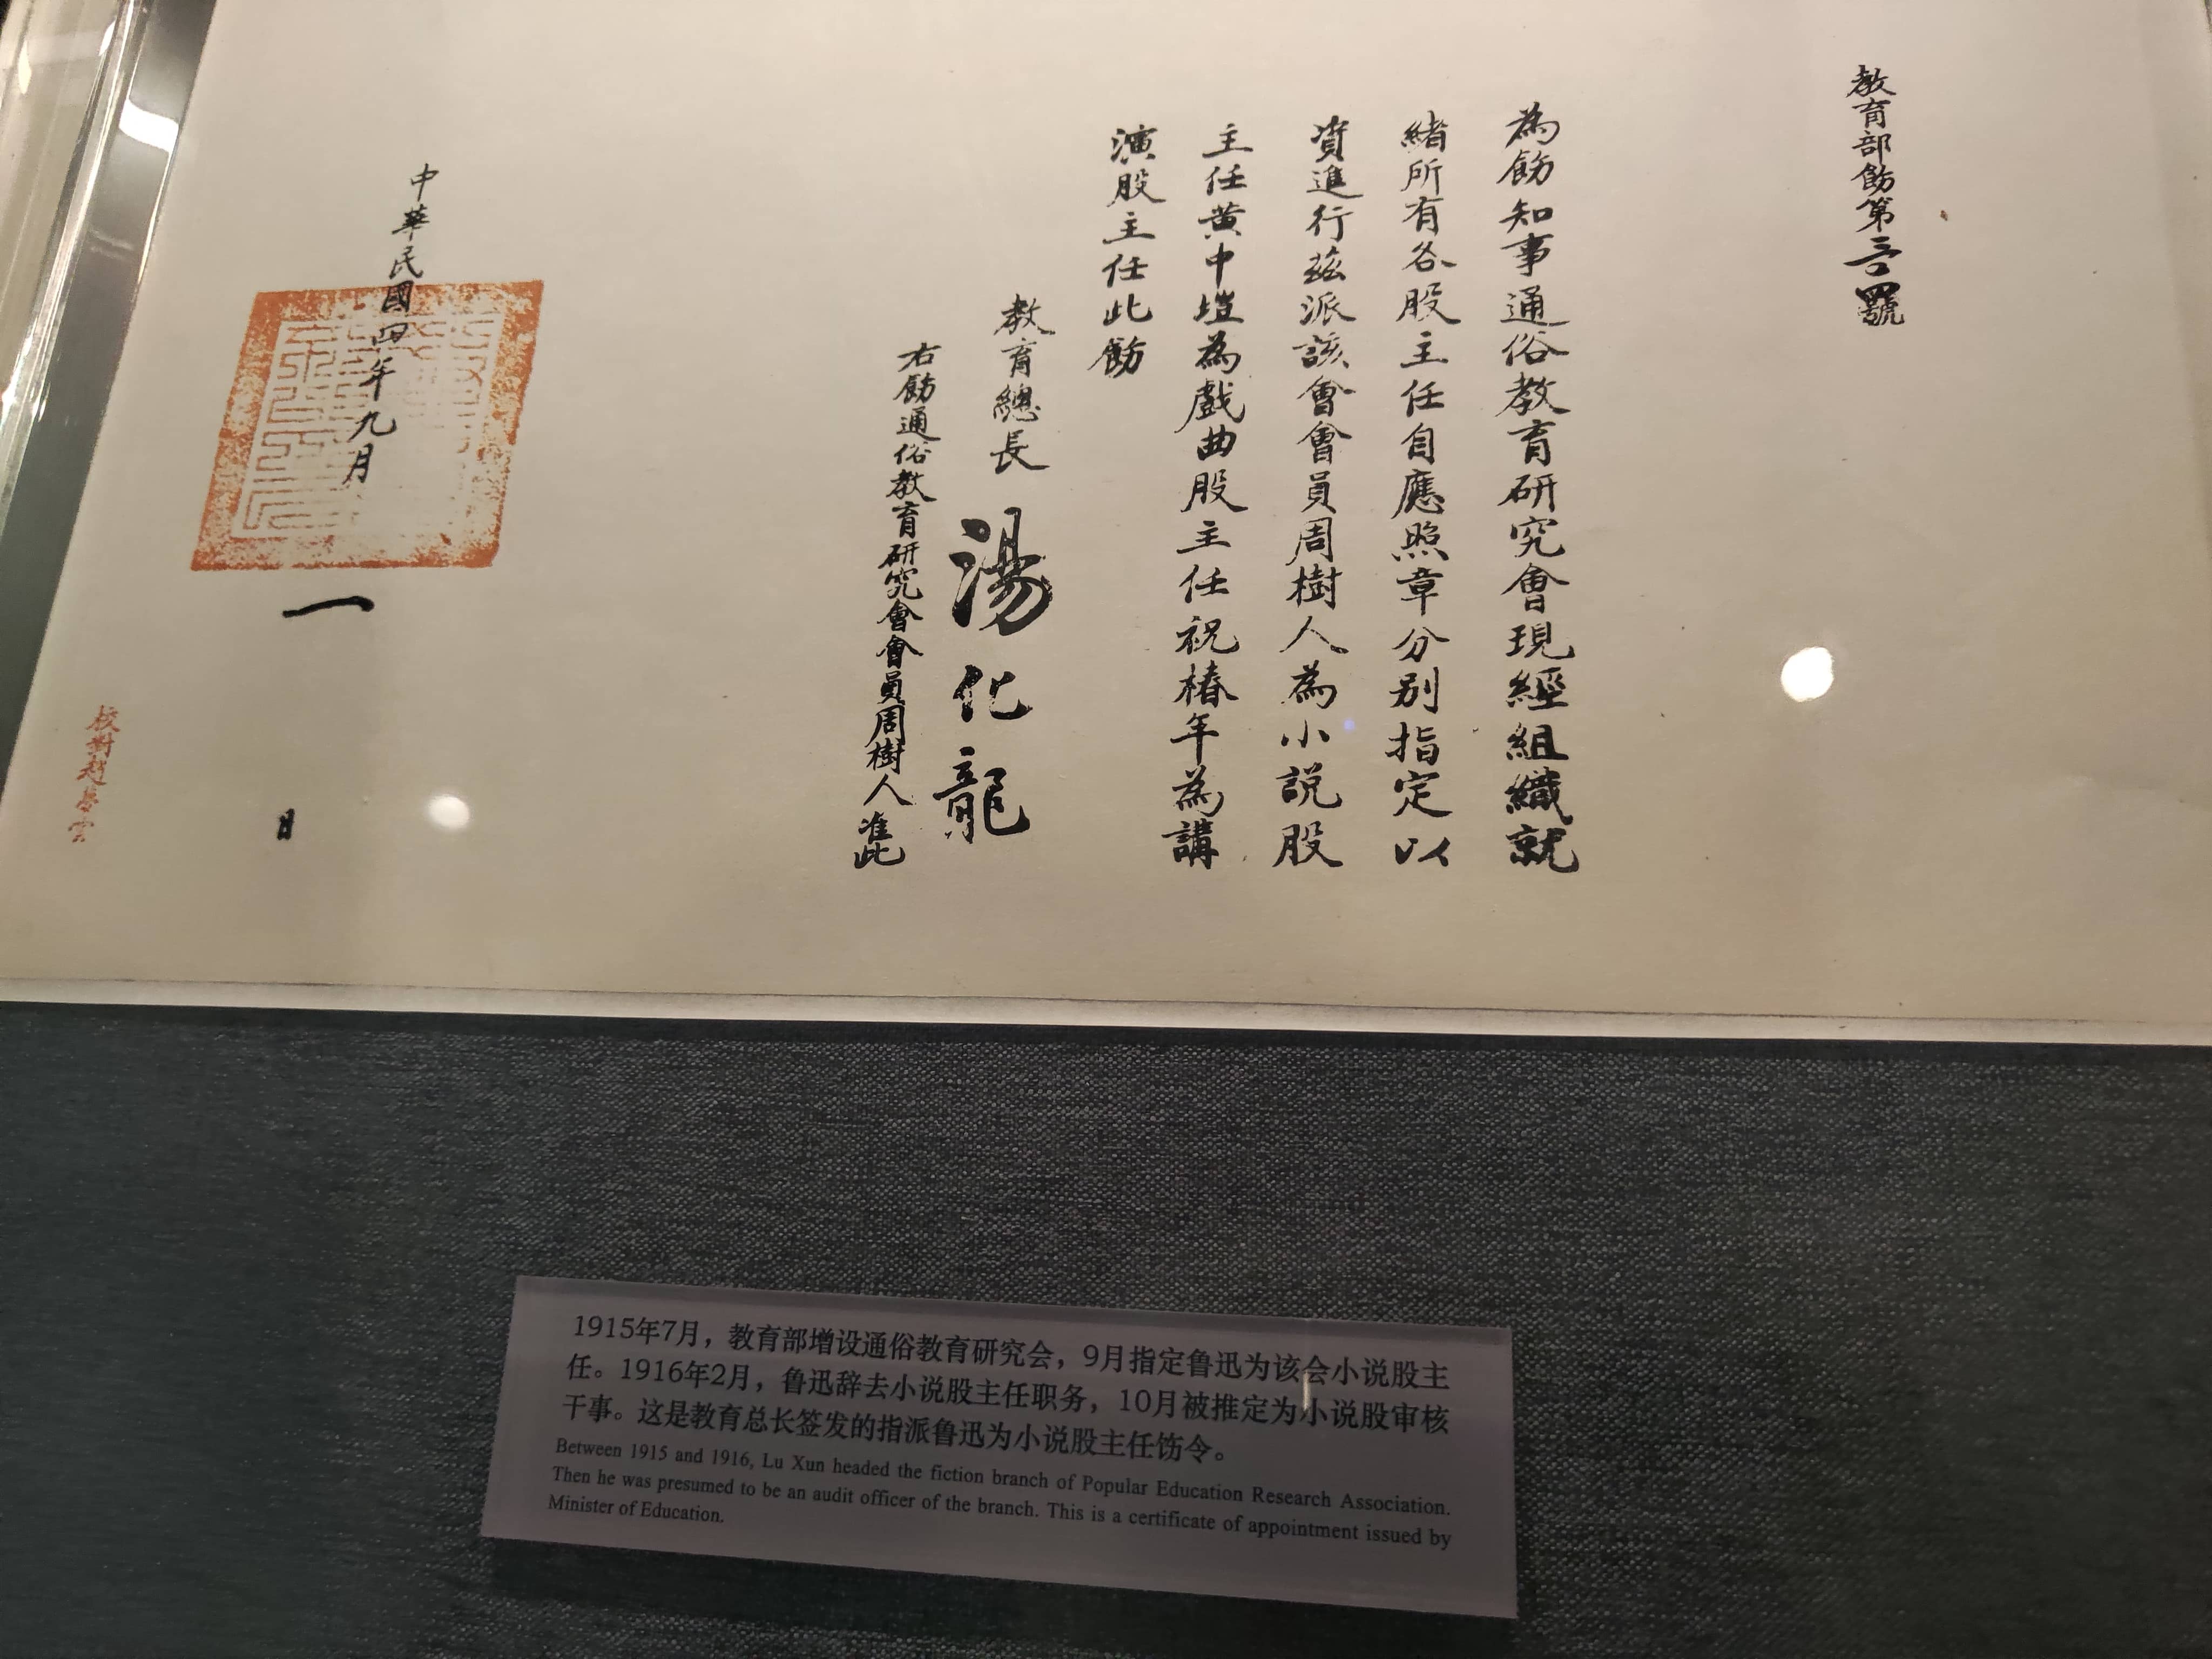 教育部飭第三百四號
為飭知事通俗教育研究會現經組織就
緒所有各股主任自應照章分別指定以
資進行茲派該會會員周樹人為小説股
主任黄中塏為戲曲股主任祝椿年為講
演股主任此飭
教育總長 湯化龍
右飭通俗教育研究會會員周樹人准此
中華民國四年九月一日
校對趙
1915年7月，教育部增设通俗教育研究会，9月指定鲁迅为该会小说股主
任。1916年2月，鲁迅辞去小说股主任职务，10月被推定为小说股审核
干事。这是教育总长签发的指派鲁迅为小说股主任饬令。
Between 1915 and 1916, Lu Xun headed the fiction branch of Popular Education Research Association.
Then he was presumed to be an audit officer of the branch. This is a certificate of appointment issued by
Minister of Education.